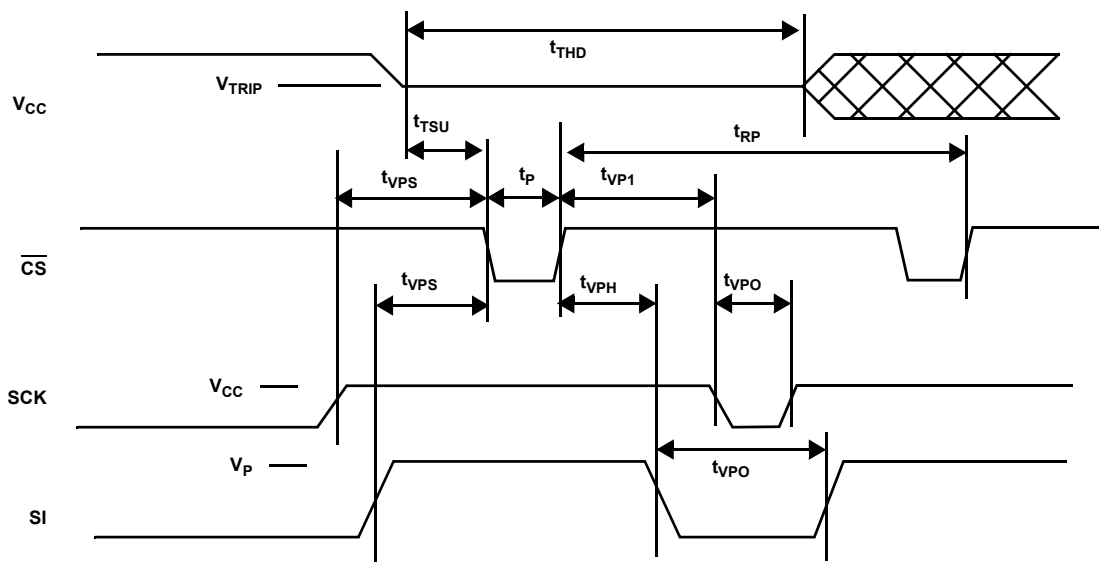 tTHD
VTRIP
VCC
tTSU
tRP
tVPS
tP
tVP1
CS
tVPS
tVPH
tVPO
VCC
SCK
VP
tVPO
SI